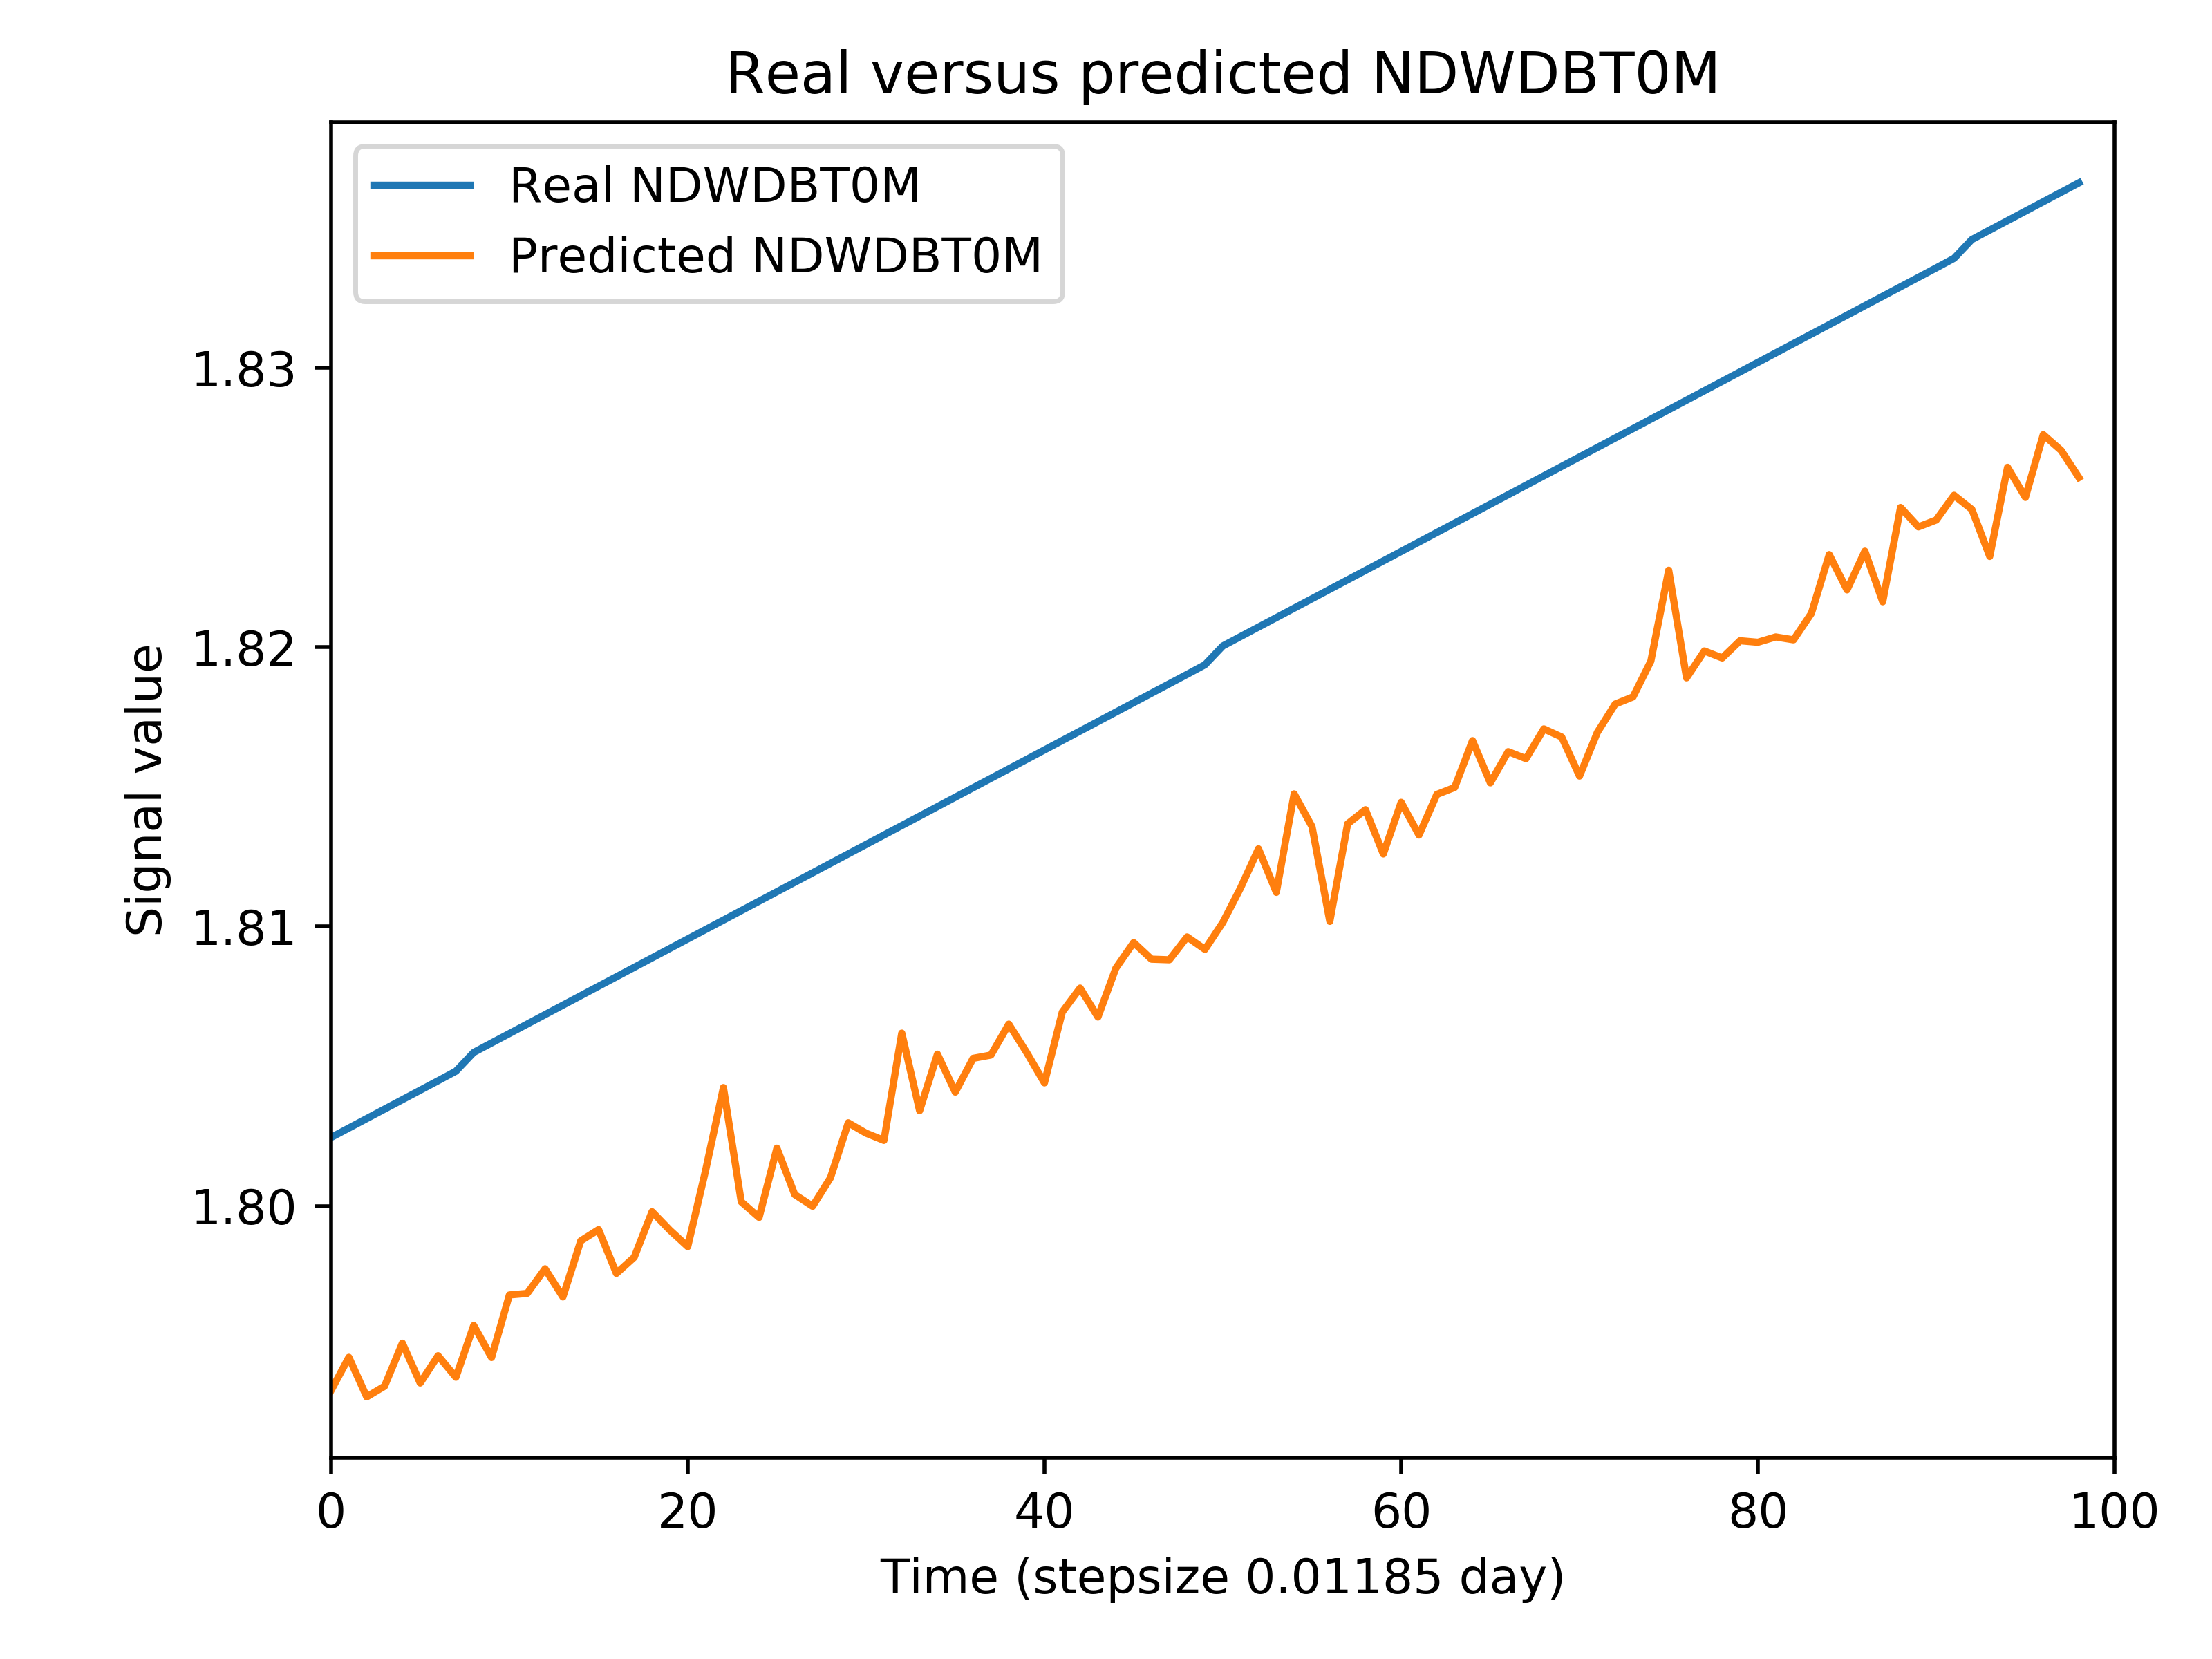 Real versus predicted NDWDBT0M
Real NDWDBT0M
Predicted NDWDBT0M
1.83
1.82
1.81
1.80
Signal value
0 20 40 60 80 100
Time (stepsize 0.01185 day)